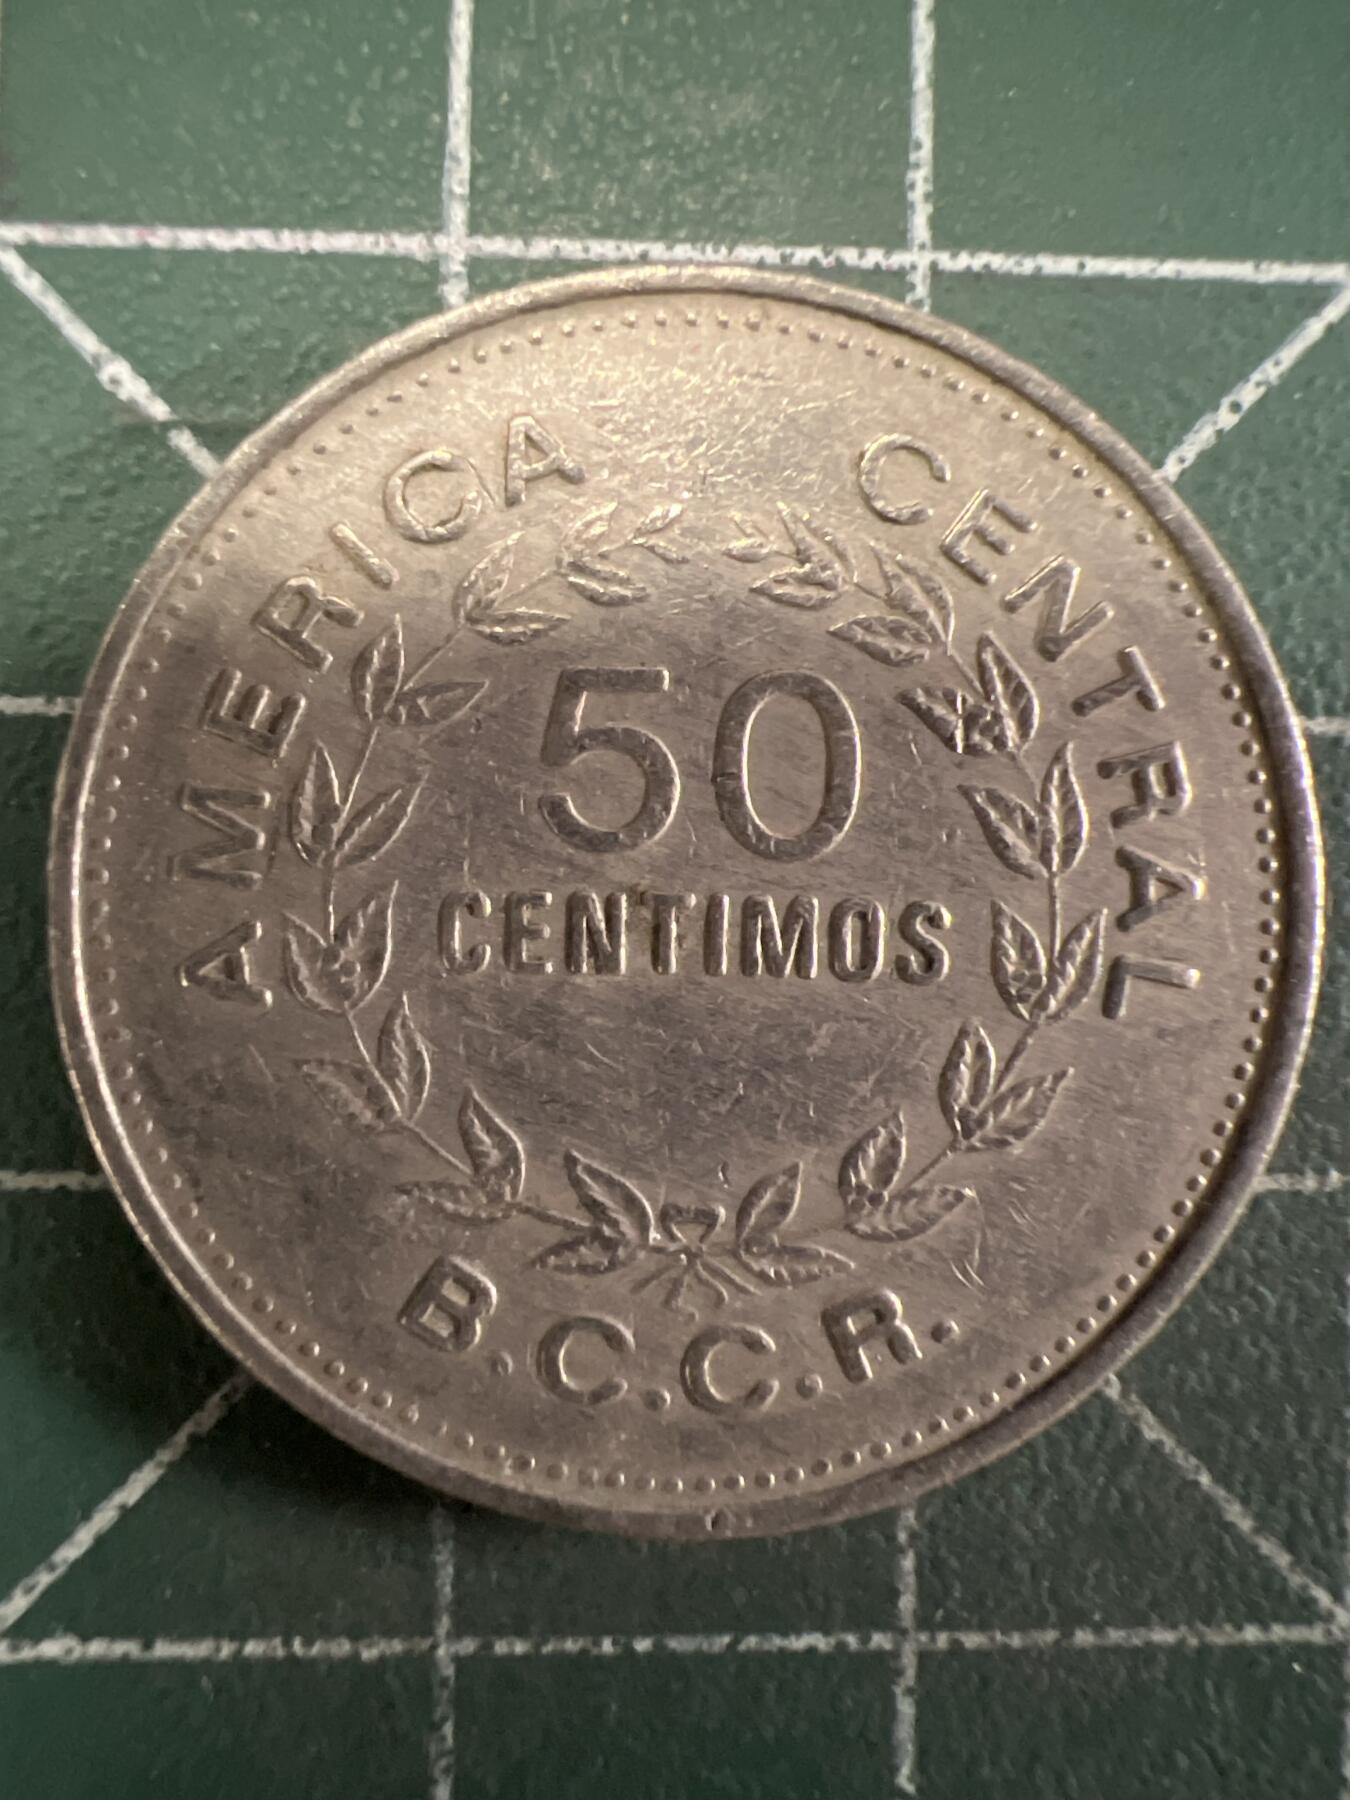 AMERICA CENTRAL
50
CENTIMOS
B.C.C.R.